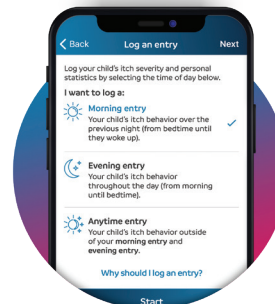 Back Log an entry Next
Log your child's itch severity and personal
statistics by selecting the time of day below.
I want to log a:
Morning entry
Your child's itch behavior over the
previous night (from bedtime until
they woke up).
Evening entry
Your child's itch behavior
throughout the day (from morning
until bedtime).
Anytime entry
Your child's itch behavior outside
of your morning entry and
evening entry.
Why should I log an entry?
Start